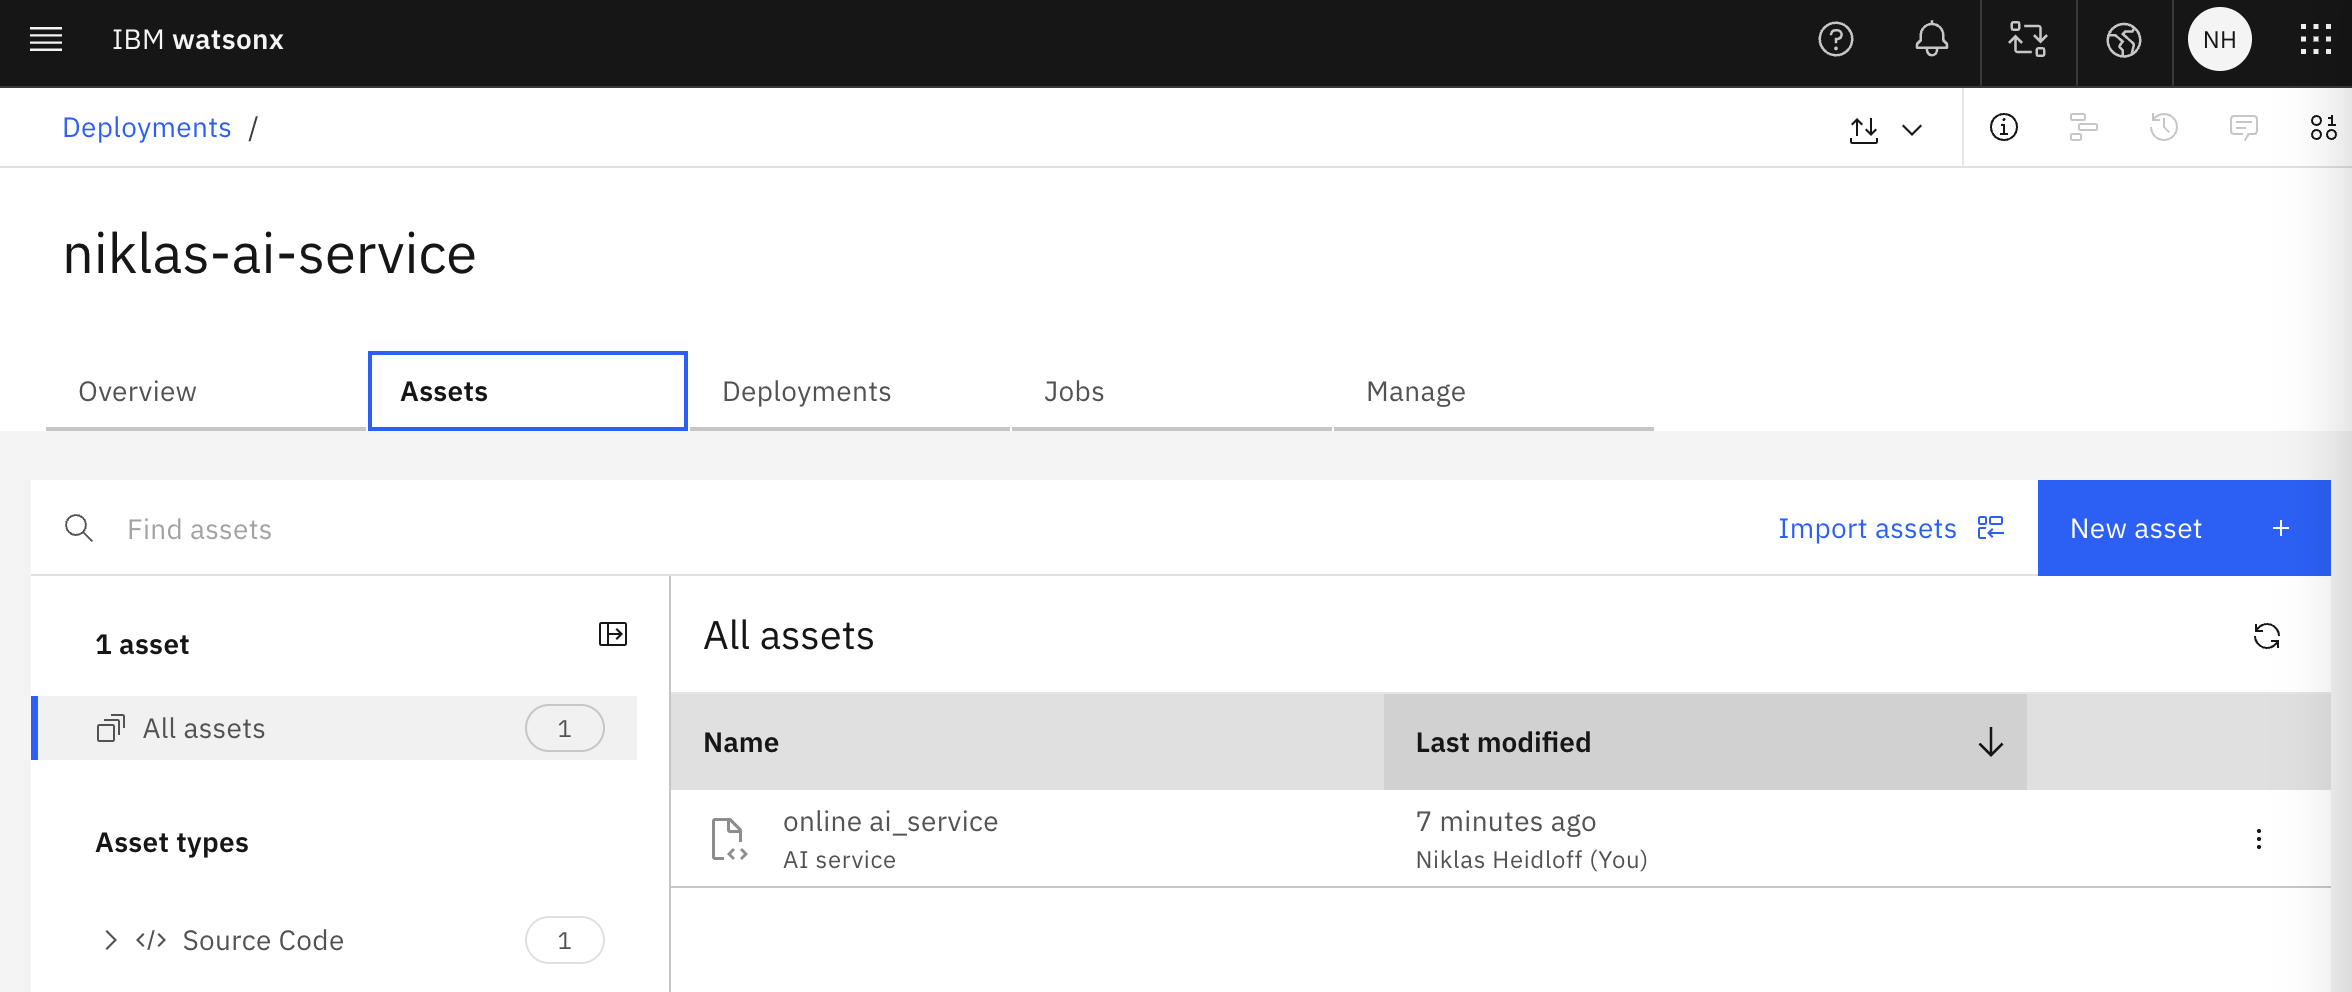 IBM watsonx
NH
Deployments /
niklas-ai-service
Overview
Assets
Deployments
Jobs
Manage
Find assets
Import assets
New asset +
1 asset
All assets
1
Asset types
</> Source Code
1
All assets
Name
Last modified
online ai_service
AI service
7 minutes ago
Niklas Heidloff (You)